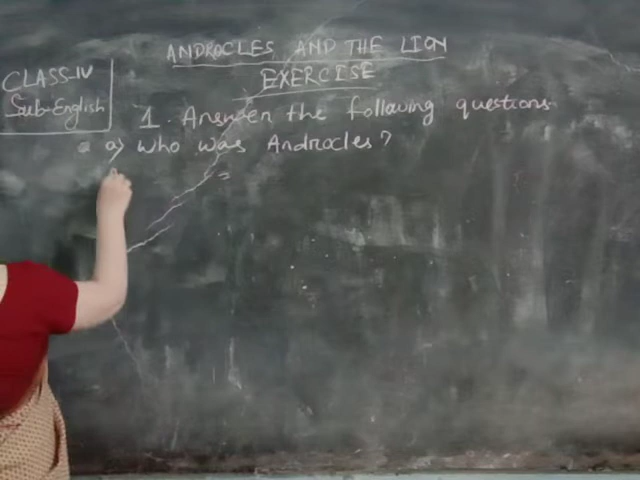 ANDROCLES AND THE LION
EXERCISE
CLASS-IV
Sub-English
1. Answer the following questions
a) Who was Androcles?